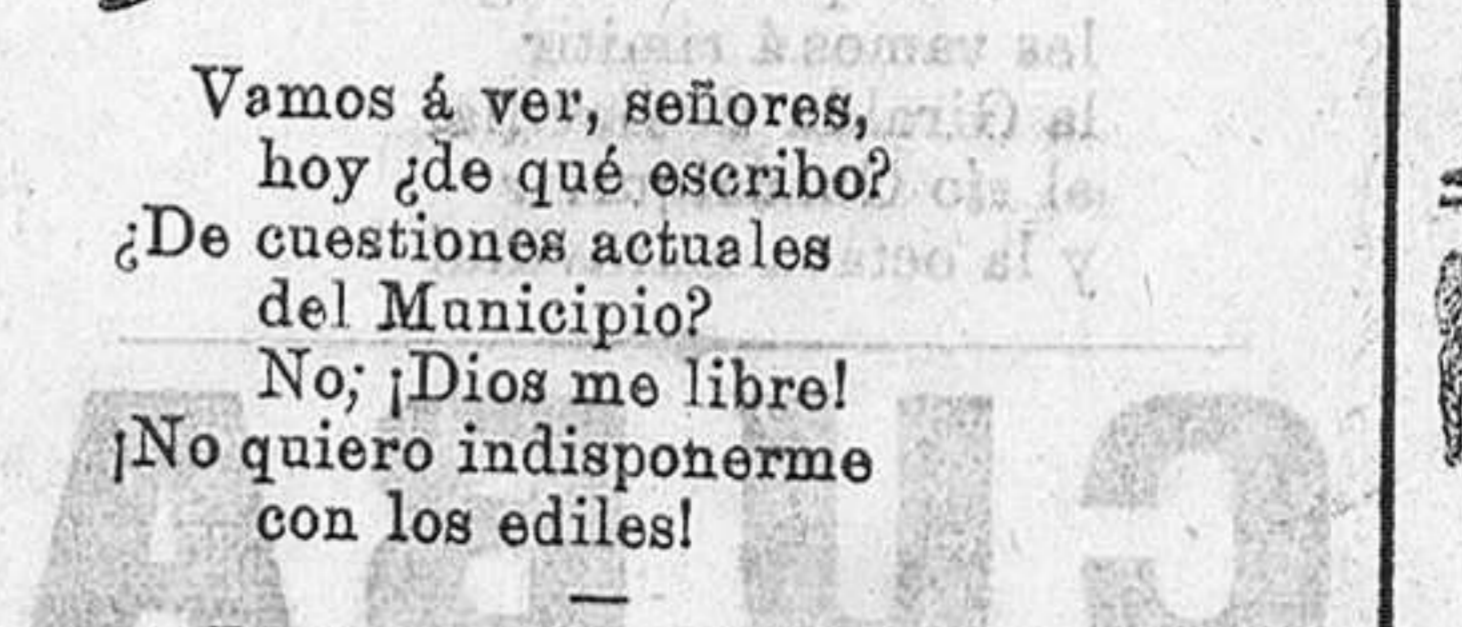 Vamos á ver, señores,
hoy ¿de qué escribo?
¿De cuestiones actuales
del Municipio?
No; ¡Dios me libre!
¡No quiero indisponerme
con los ediles!